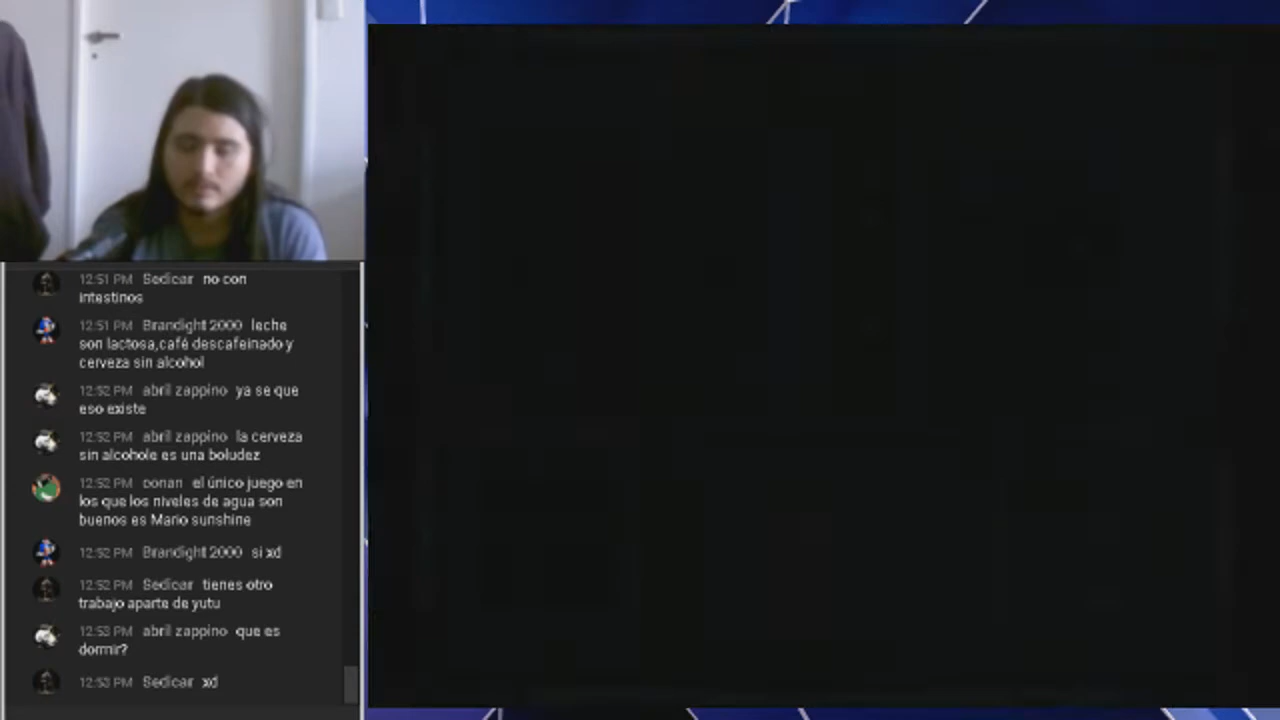 12:51 PM Sedicar no con
intestinos
12:51 PM Brandight 2000 leche
son lactosa,café descafeinado y
cerveza sin alcohol
12:52 PM abril zappino ya se que
eso existe
12:52 PM abril zappino la cerveza
sin alcohole es una boludez
12:52 PM conan el único juego en
los que los niveles de agua son
buenos es Mario sunshine
12:52 PM Brandight 2000 si xd
12:52 PM Sedicar tienes otro
trabajo aparte de yutu
12:53 PM abril zappino que es
dormir?
12:53 PM Sedicar xd